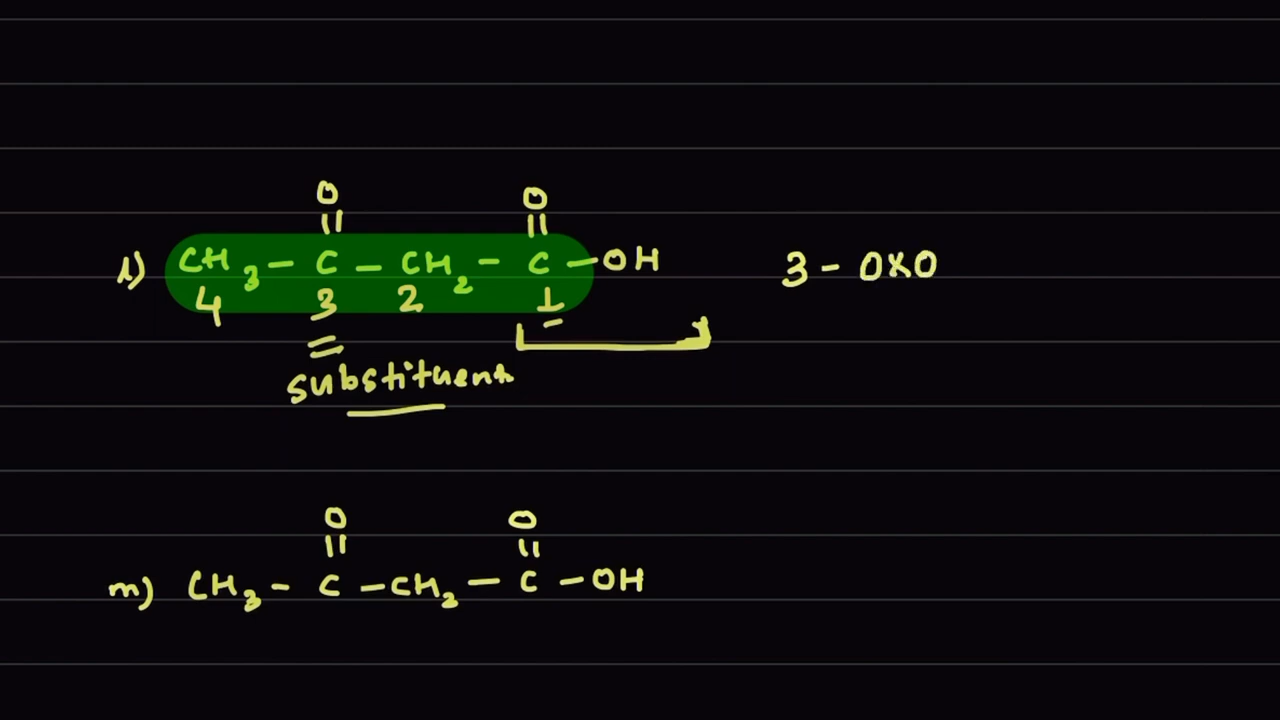 O O
|| ||
l) CH3 - C - CH2 - C - OH 3 - OXO
4 3 2 1
substituent
O O
|| ||
m) CH3 - C - CH2 - C - OH